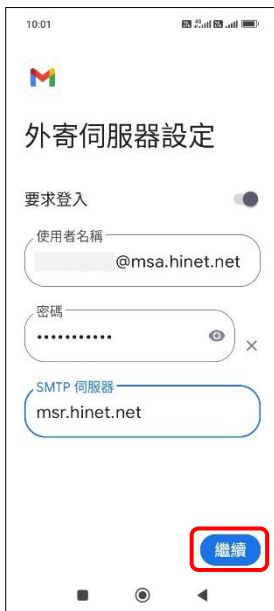 10:01
外寄伺服器設定
要求登入
使用者名稱
@msa.hinet.net
密碼
•••••••••••
SMTP 伺服器
msr.hinet.net
繼續